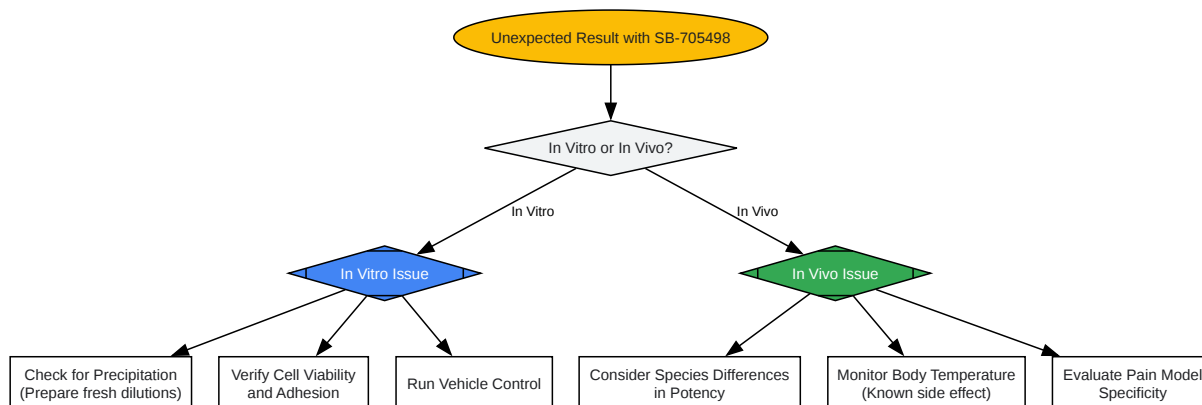 Unexpected Result with SB-705498
In Vitro or In Vivo?
In Vitro
In Vivo
In Vitro Issue
In Vivo Issue
Check for Precipitation
(Prepare fresh dilutions)
Verify Cell Viability
and Adhesion
Run Vehicle Control
Consider Species Differences
in Potency
Monitor Body Temperature
(Known side effect)
Evaluate Pain Model
Specificity